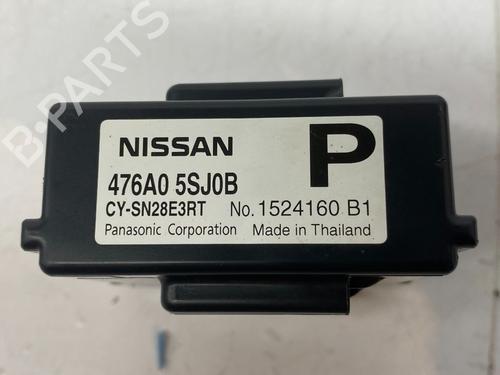 B-PARTS
NISSAN
P
476A0 5SJ0B
CY-SN28E3RT No. 1524160 B1
Panasonic Corporation Made in Thailand